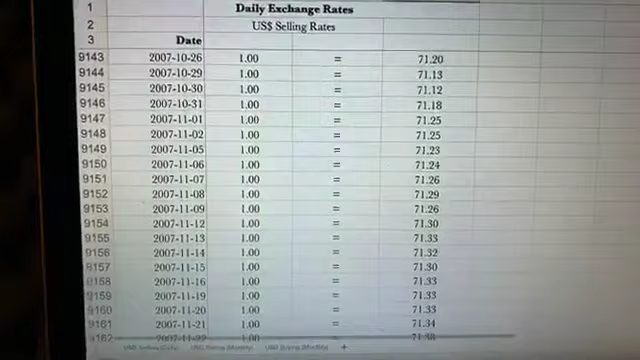 1 Daily Exchange Rates
2 US$ Selling Rates
3 Date
9143 2007-10-26 1.00 = 71.20
9144 2007-10-29 1.00 = 71.13
9145 2007-10-30 1.00 = 71.12
9146 2007-10-31 1.00 = 71.18
9147 2007-11-01 1.00 = 71.25
9148 2007-11-02 1.00 = 71.25
9149 2007-11-05 1.00 = 71.23
9150 2007-11-06 1.00 = 71.24
9151 2007-11-07 1.00 = 71.26
9152 2007-11-08 1.00 = 71.29
9153 2007-11-09 1.00 = 71.26
9154 2007-11-12 1.00 = 71.30
9155 2007-11-13 1.00 = 71.33
9156 2007-11-14 1.00 = 71.32
9157 2007-11-15 1.00 = 71.30
9158 2007-11-16 1.00 = 71.33
9159 2007-11-19 1.00 = 71.33
9160 2007-11-20 1.00 = 71.33
9161 2007-11-21 1.00 = 71.34
9162 2007-11-22 1.00 =